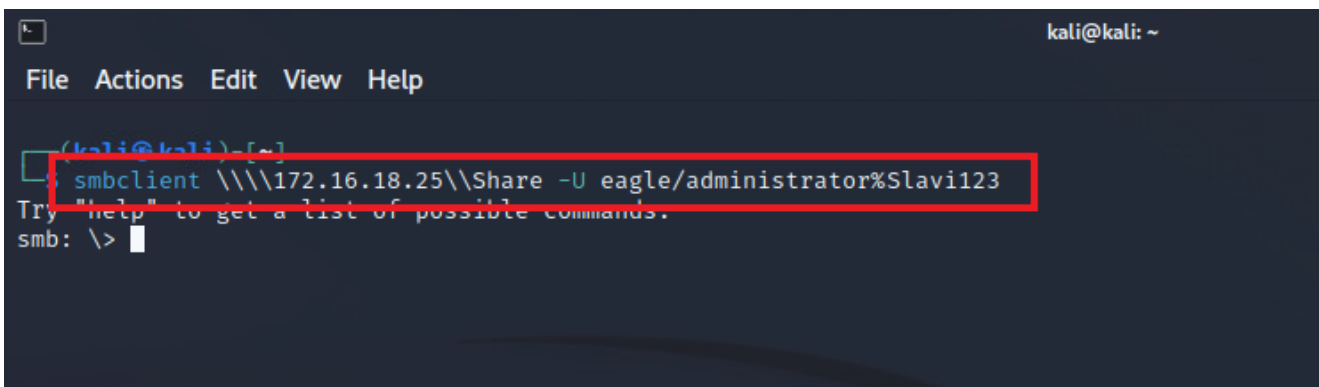 kali@kali: ~
File Actions Edit View Help
(kali㉿kali)-[~]
$ smbclient \\\\172.16.18.25\\Share -U eagle/administrator%Slavi123
Try "help" to get a list of possible commands.
smb: \>